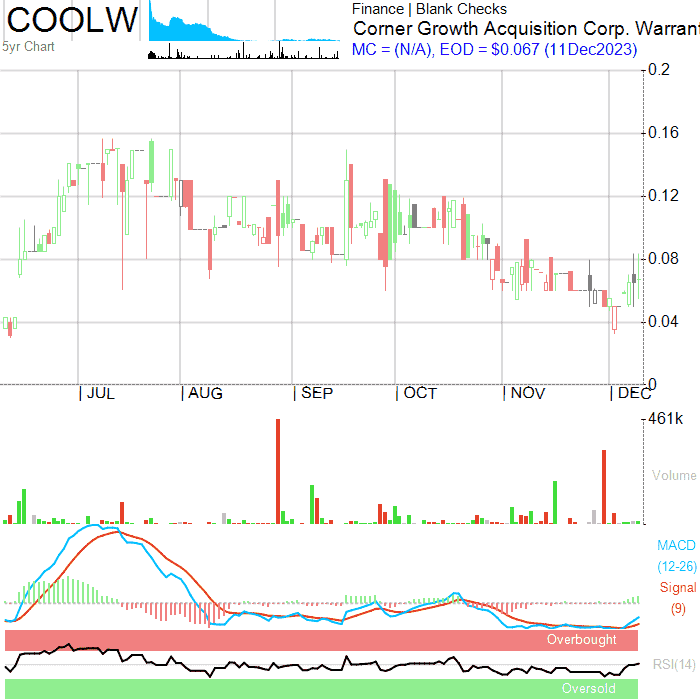 COOLW
5yr Chart
Finance | Blank Checks
Corner Growth Acquisition Corp. Warrant
MC = (N/A), EOD = $0.067 (11Dec2023)
0.2
0.16
0.12
0.08
0.04
0
| JUL | AUG | SEP | OCT | NOV | DEC
461k
Volume
MACD
(12-26)
Signal
(9)
Overbought
RSI(14)
Oversold